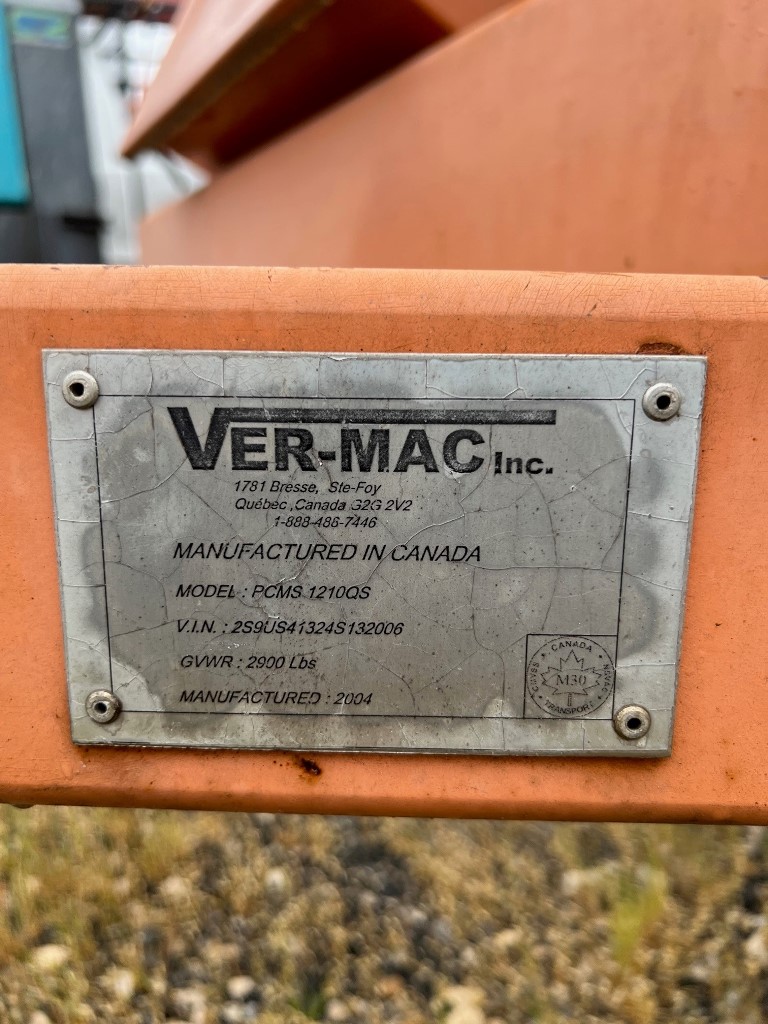 VER-MAC Inc.
1781 Bresse, Ste-Foy
Québec ,Canada G2G 2V2
1-888-488-7446
MANUFACTURED IN CANADA
MODEL : PCMS 1210QS
V.I.N. : 2S9US41324S132006
GVWR : 2900 Lbs
MANUFACTURED : 2004
CANADA
M30
TRANSPORT